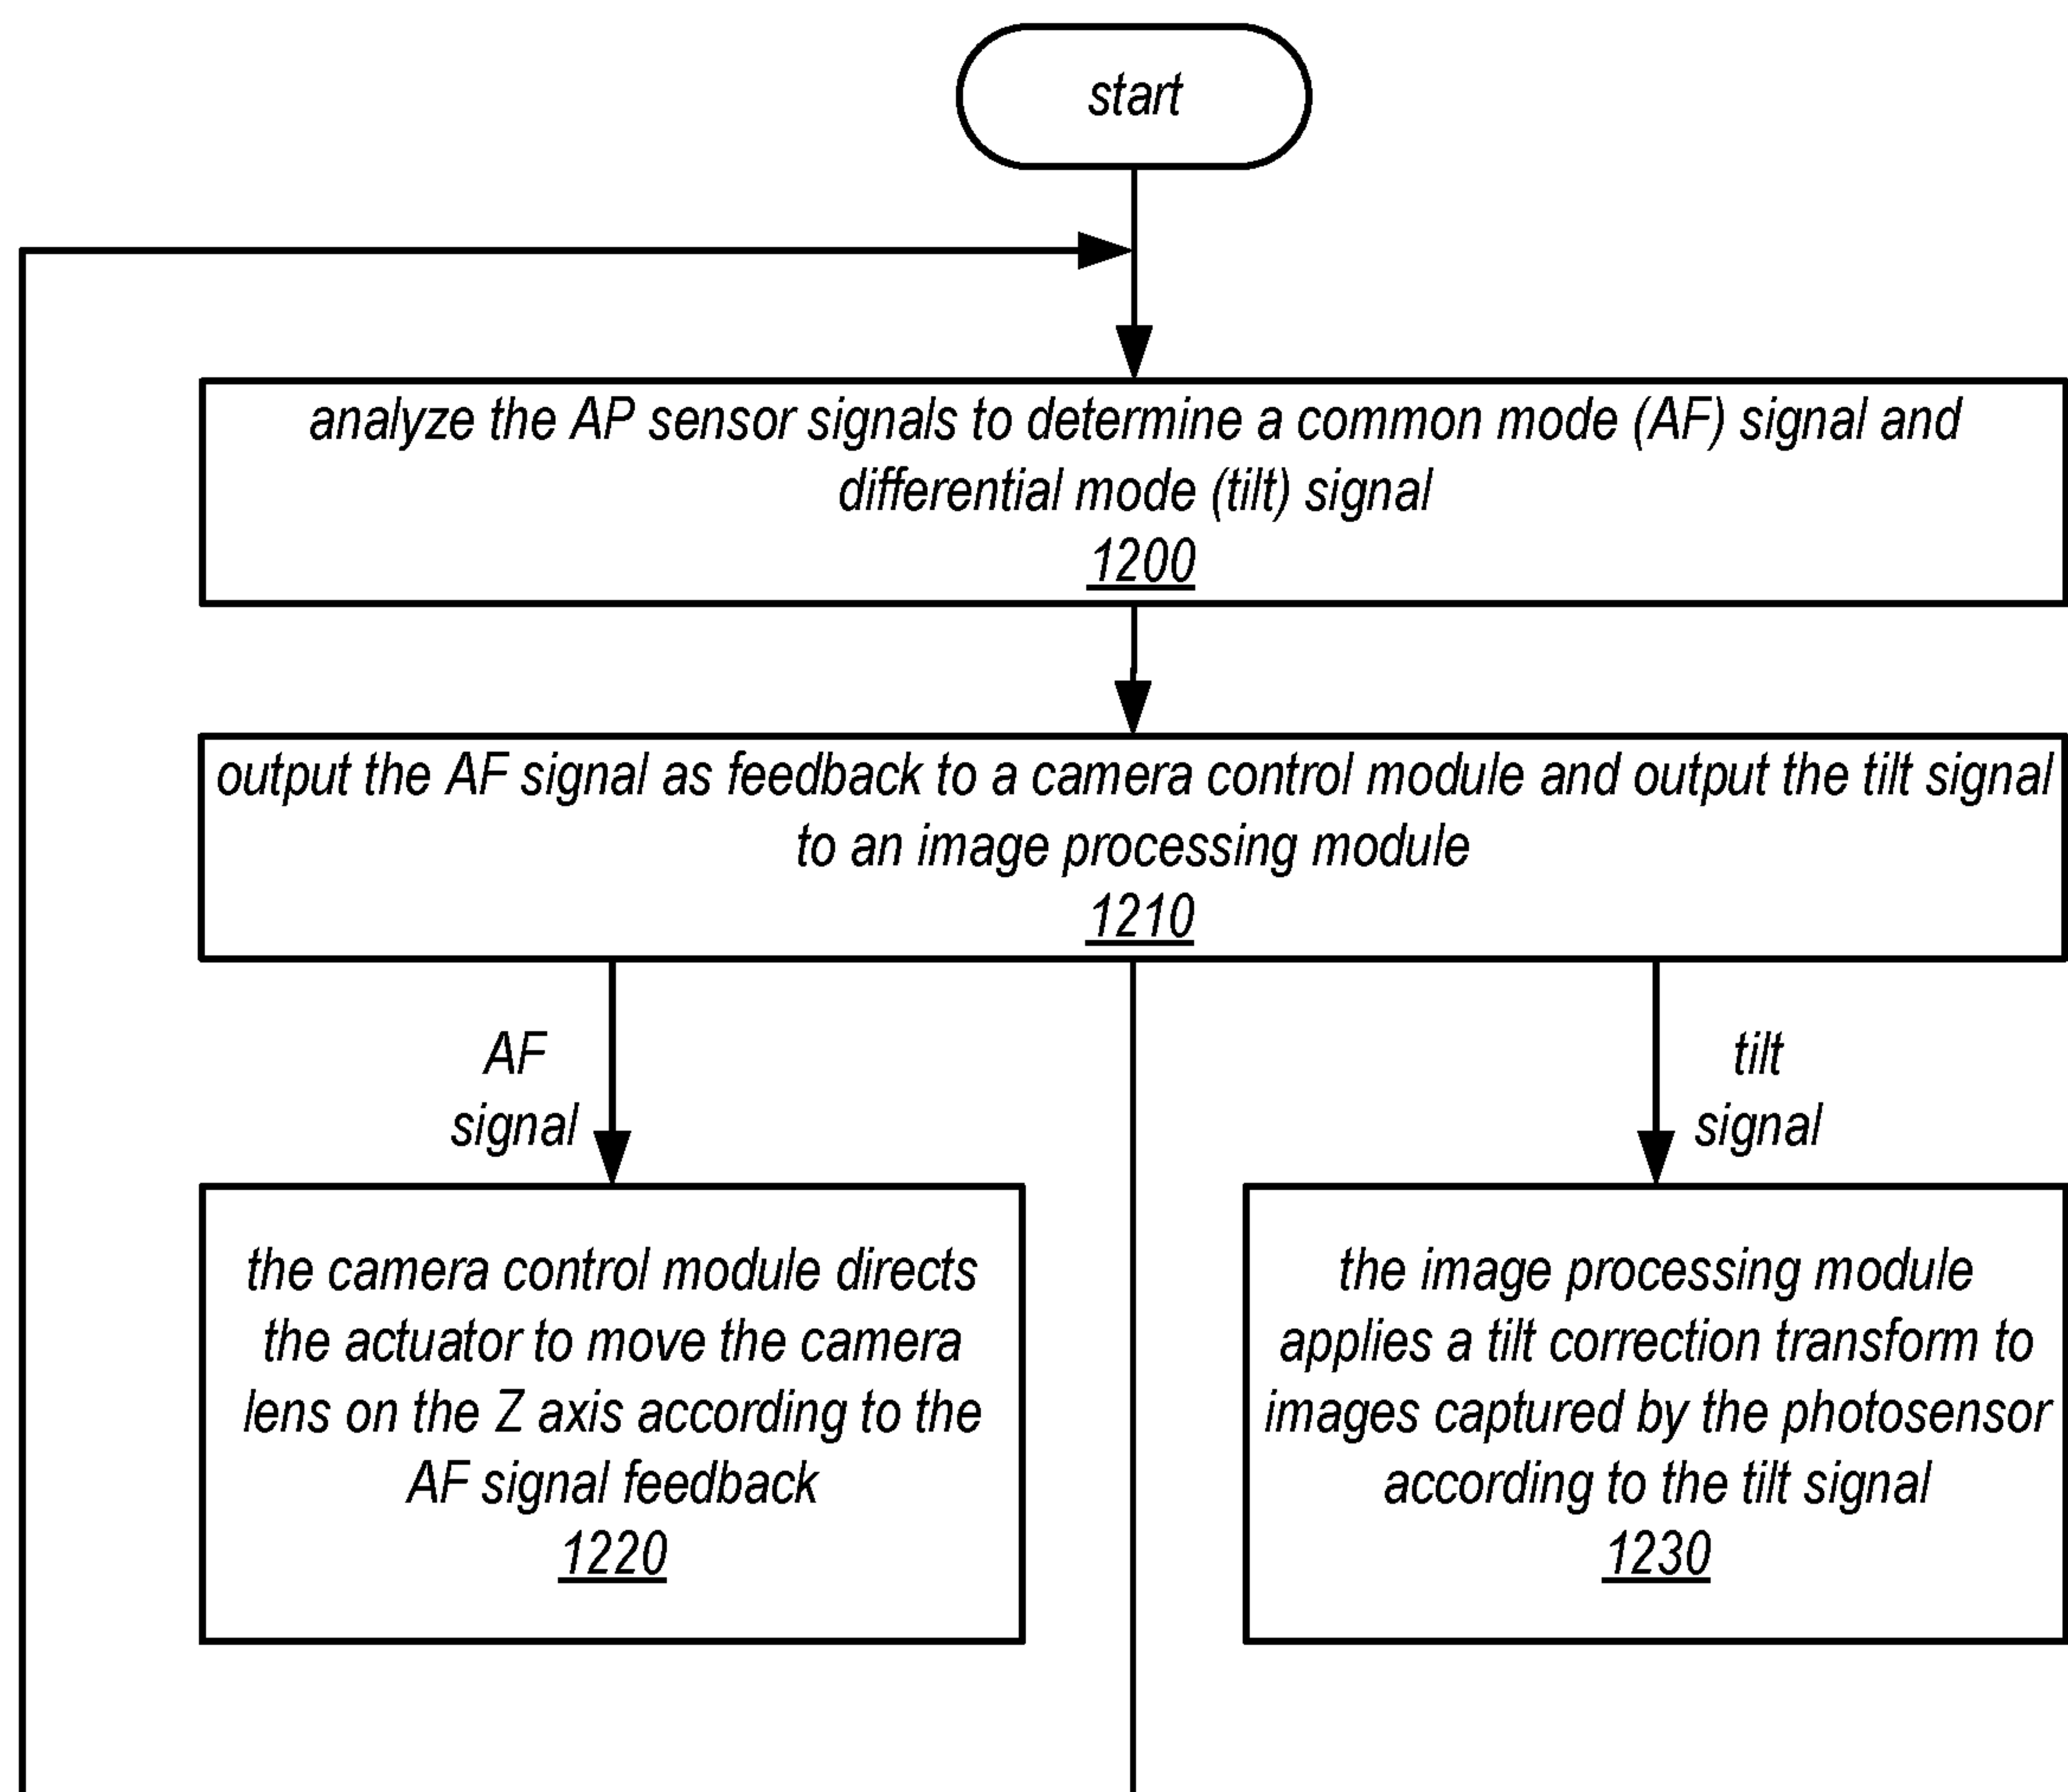 start
analyze the AP sensor signals to determine a common mode (AF) signal and
differential mode (tilt) signal
1200
output the AF signal as feedback to a camera control module and output the tilt signal
to an image processing module
1210
AF
signal
tilt
signal
the camera control module directs
the actuator to move the camera
lens on the Z axis according to the
AF signal feedback
1220
the image processing module
applies a tilt correction transform to
images captured by the photosensor
according to the tilt signal
1230